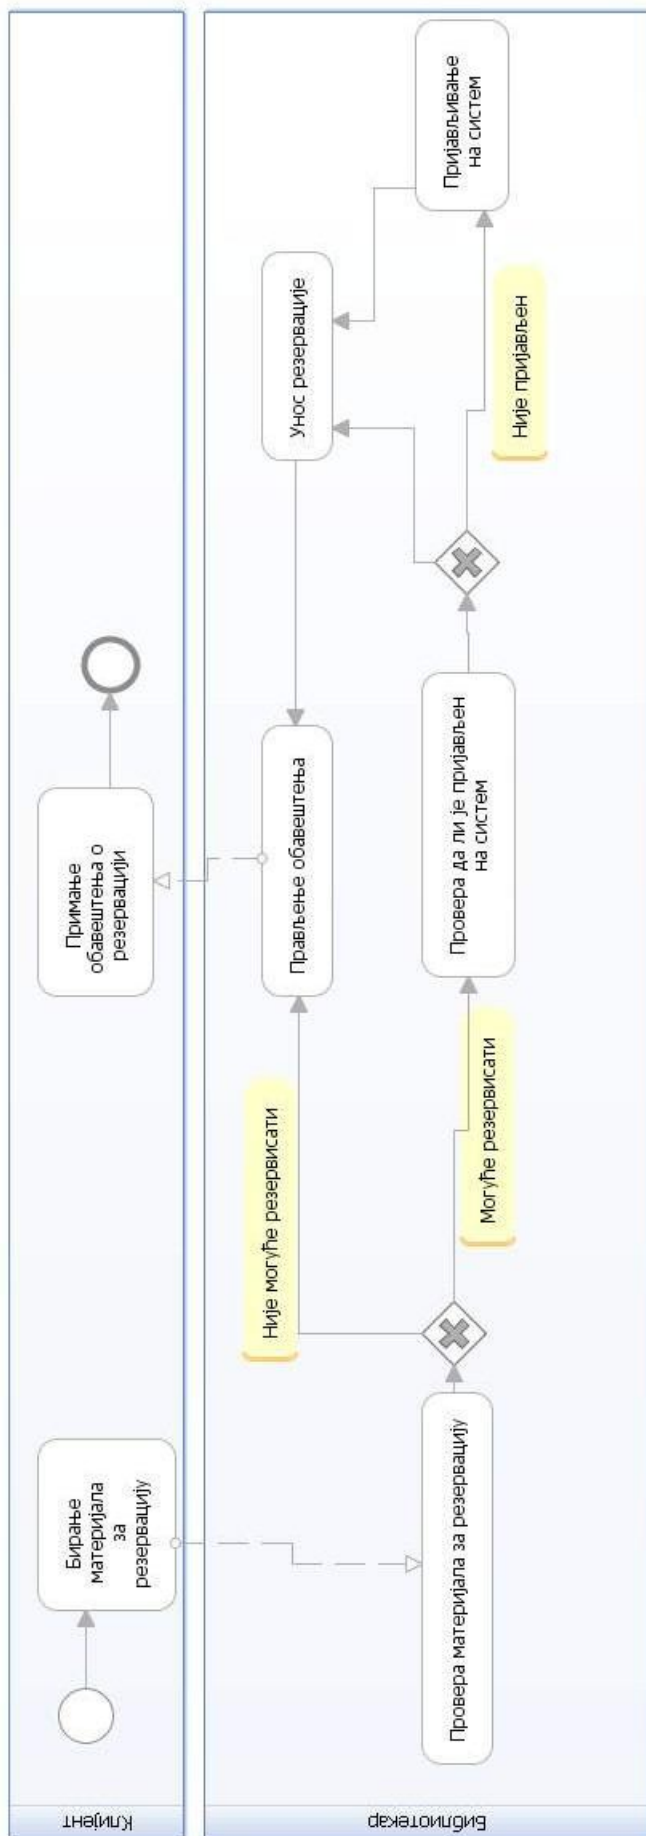 Клијент
Бирање
материјала
за
резервацију
Примање
обавештења о
резервацији
Библиотекар
Провера материјала за резервацију
Није могуће резервисати
Могуће резервисати
Прављење обавештења
Провера да ли је пријављен
на систем
Унос резервације
Није пријављен
Пријављивање
на систем